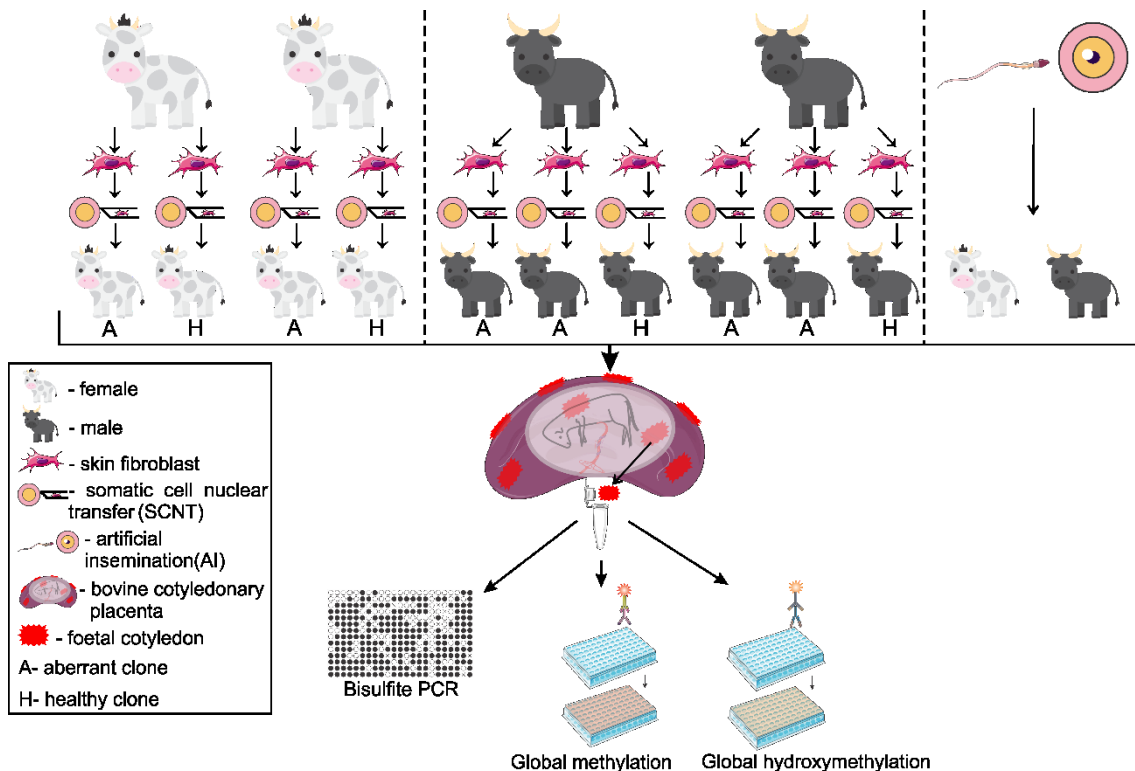 A H A H A A H A A H
- female
- male
- skin fibroblast
- somatic cell nuclear
transfer (SCNT)
- artificial
insemination(AI)
- bovine cotyledonary
placenta
- foetal cotyledon
A- aberrant clone
H- healthy clone
Bisulfite PCR
Global methylation
Global hydroxymethylation